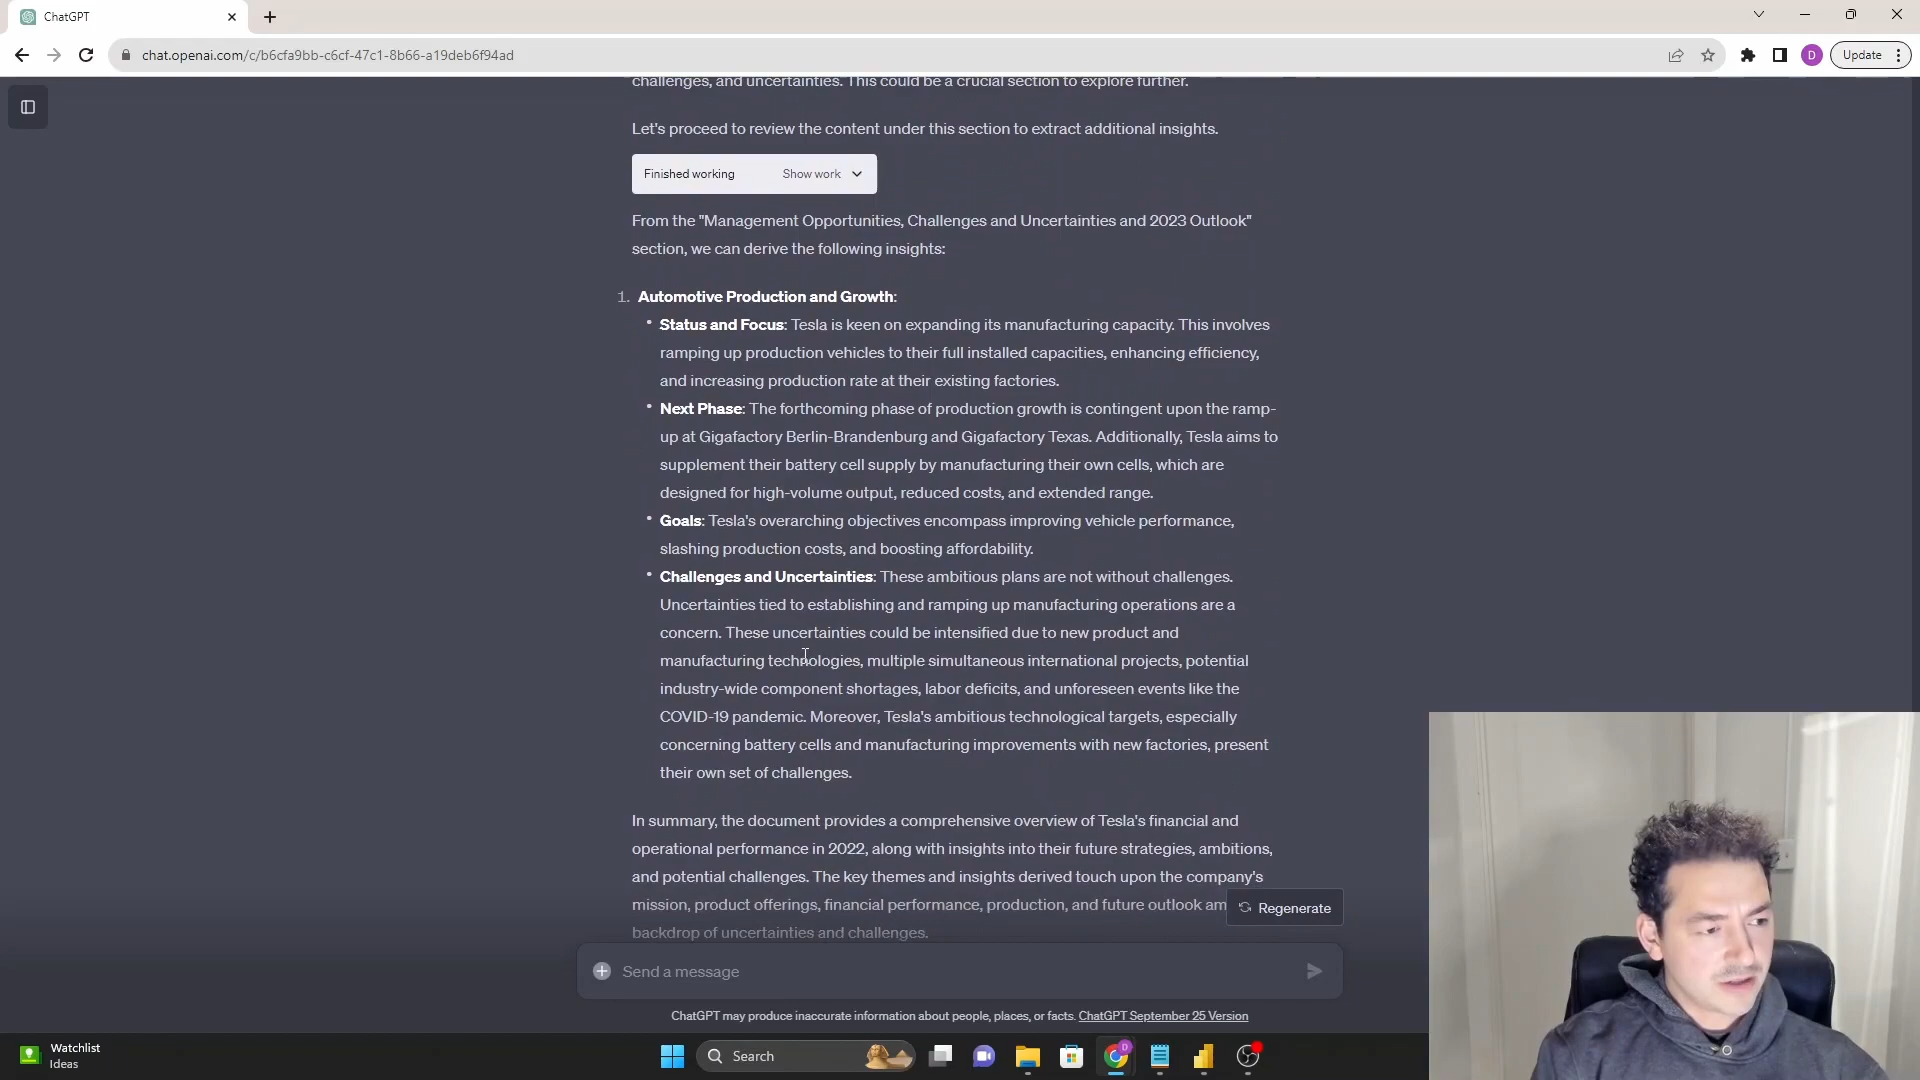 ChatGPT
chat.openai.com/c/b6cfa9bb-c6cf-47c1-8b66-a19deb6f94ad
D
Update
challenges, and uncertainties. This could be a crucial section to explore further.
Let's proceed to review the content under this section to extract additional insights.
Finished working Show work
From the "Management Opportunities, Challenges and Uncertainties and 2023 Outlook"
section, we can derive the following insights:
1. Automotive Production and Growth:
• Status and Focus: Tesla is keen on expanding its manufacturing capacity. This involves
ramping up production vehicles to their full installed capacities, enhancing efficiency,
and increasing production rate at their existing factories.
• Next Phase: The forthcoming phase of production growth is contingent upon the ramp-
up at Gigafactory Berlin-Brandenburg and Gigafactory Texas. Additionally, Tesla aims to
supplement their battery cell supply by manufacturing their own cells, which are
designed for high-volume output, reduced costs, and extended range.
• Goals: Tesla's overarching objectives encompass improving vehicle performance,
slashing production costs, and boosting affordability.
• Challenges and Uncertainties: These ambitious plans are not without challenges.
Uncertainties tied to establishing and ramping up manufacturing operations are a
concern. These uncertainties could be intensified due to new product and
manufacturing technologies, multiple simultaneous international projects, potential
industry-wide component shortages, labor deficits, and unforeseen events like the
COVID-19 pandemic. Moreover, Tesla's ambitious technological targets, especially
concerning battery cells and manufacturing improvements with new factories, present
their own set of challenges.
In summary, the document provides a comprehensive overview of Tesla's financial and
operational performance in 2022, along with insights into their future strategies, ambitions,
and potential challenges. The key themes and insights derived touch upon the company's
mission, product offerings, financial performance, production, and future outlook am
Regenerate
backdrop of uncertainties and challenges.
Send a message
ChatGPT may produce inaccurate information about people, places, or facts. ChatGPT September 25 Version
Watchlist
Ideas
Search
D